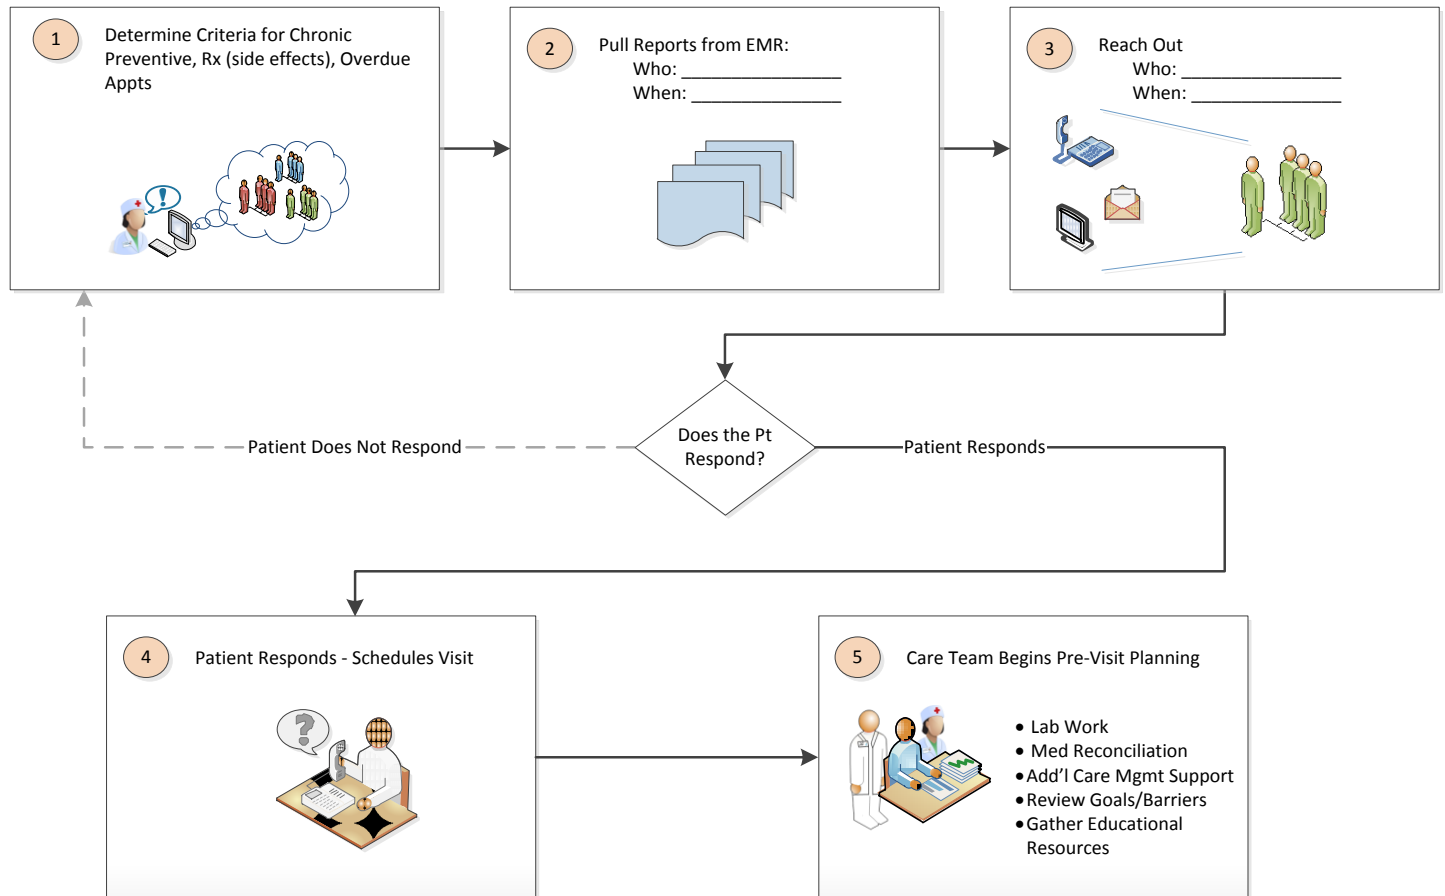 1
Determine Criteria for Chronic
Preventive, Rx (side effects), Overdue
Appts
2
Pull Reports from EMR:
Who: ________________
When: _______________
3
Reach Out
Who: ________________
When: _______________
Does the Pt
Respond?
Patient Does Not Respond
Patient Responds
4
Patient Responds - Schedules Visit
?
5
Care Team Begins Pre-Visit Planning
• Lab Work
• Med Reconciliation
• Add’l Care Mgmt Support
• Review Goals/Barriers
• Gather Educational
Resources